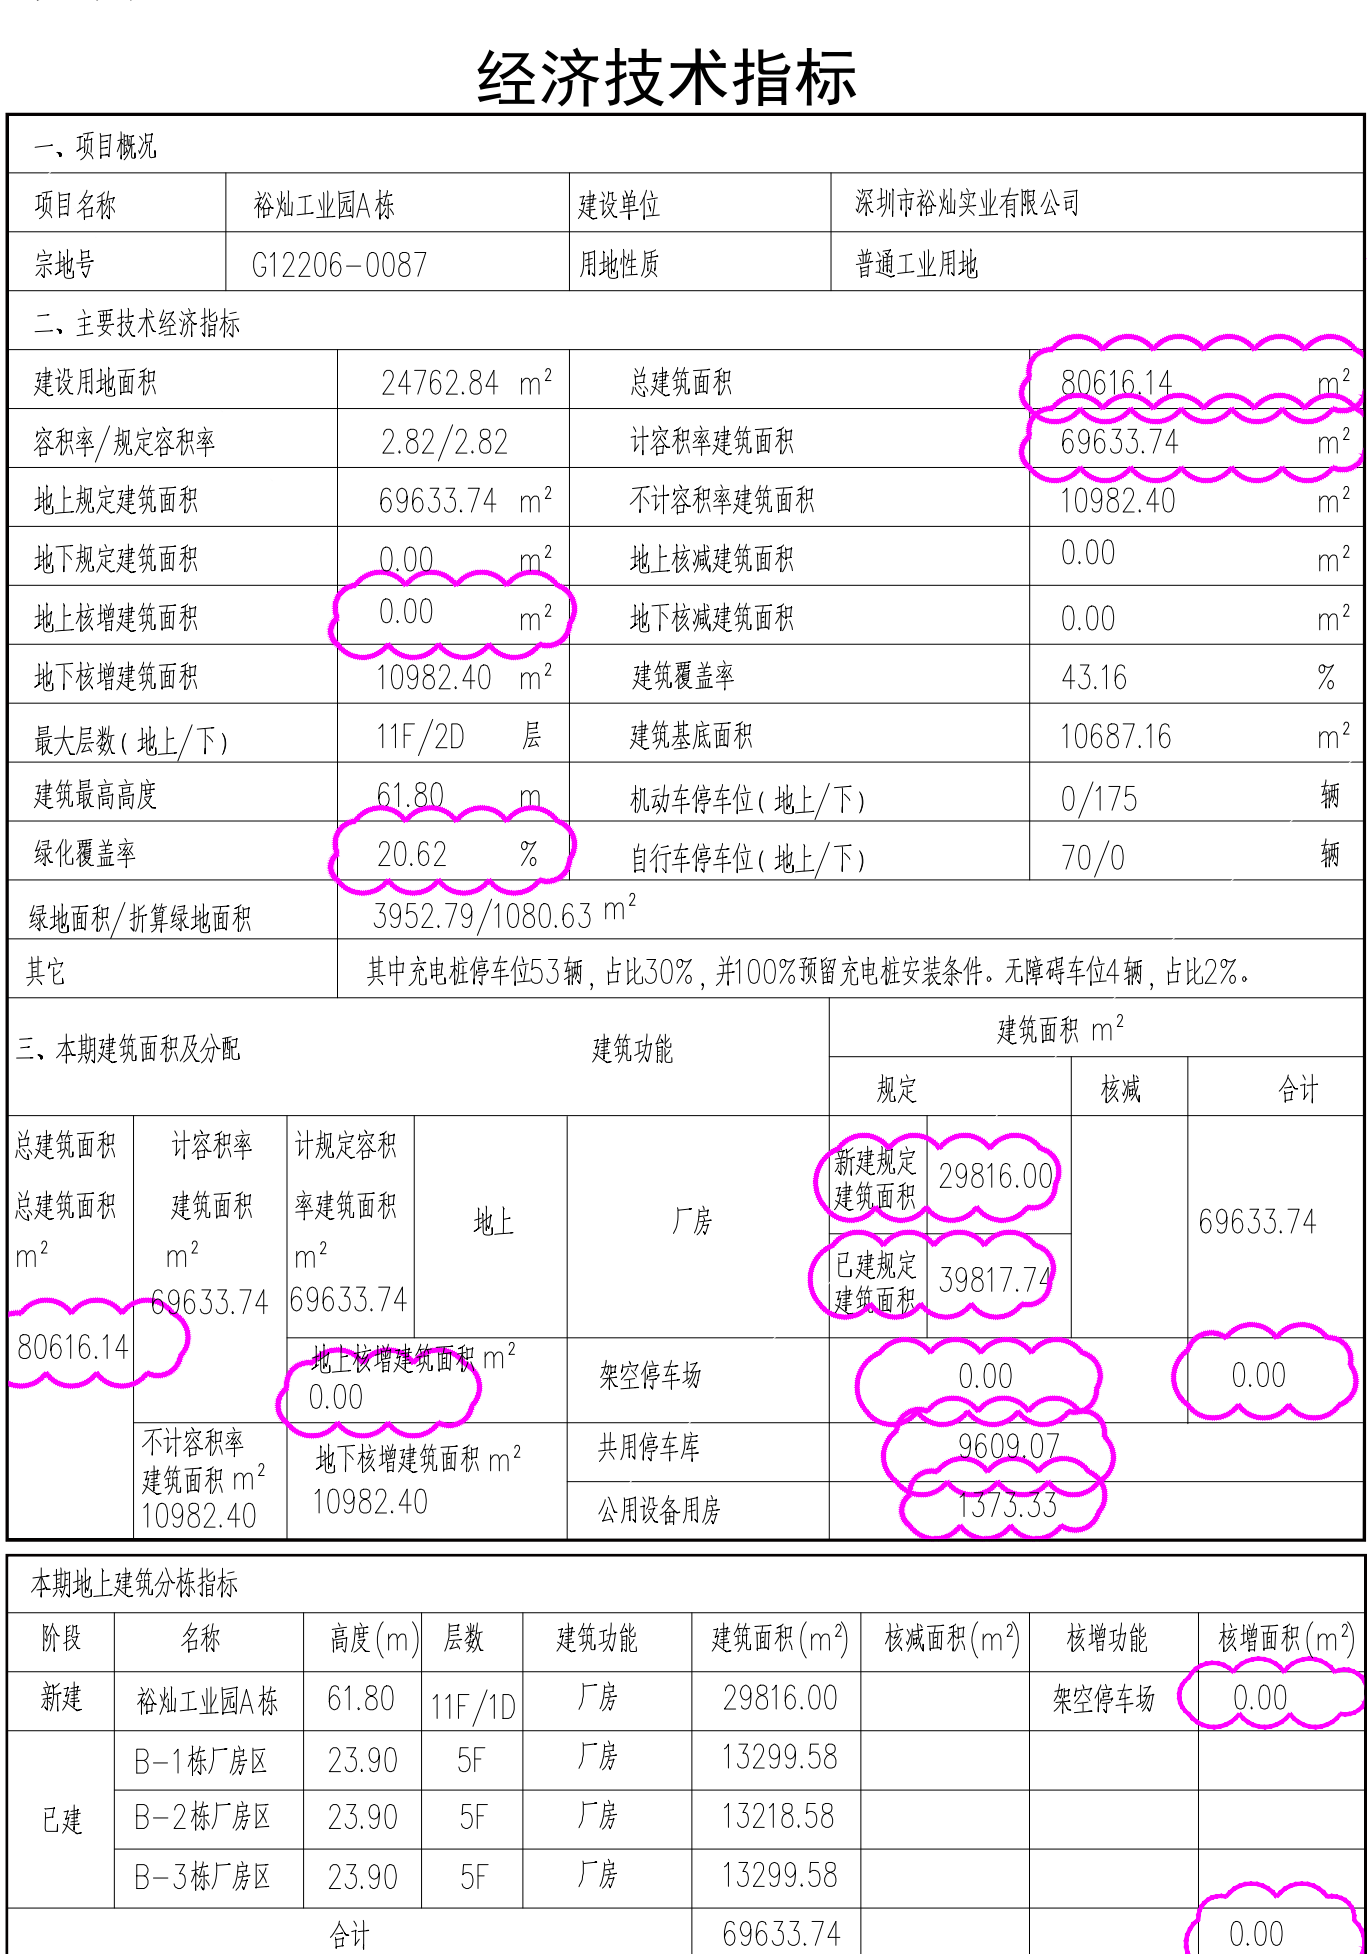 经济技术指标
一、项目概况
项目名称 裕灿工业园A栋 建设单位 深圳市裕灿实业有限公司
宗地号 G12206-0087 用地性质 普通工业用地
二、主要技术经济指标
建设用地面积 24762.84 m² 总建筑面积 80616.14 m²
容积率/规定容积率 2.82/2.82 计容积率建筑面积 69633.74 m²
地上规定建筑面积 69633.74 m² 不计容积率建筑面积 10982.40 m²
地下规定建筑面积 0.00 m² 地上核减建筑面积 0.00 m²
地上核增建筑面积 0.00 m² 地下核减建筑面积 0.00 m²
地下核增建筑面积 10982.40 m² 建筑覆盖率 43.16 %
最大层数(地上/下) 11F/2D 层 建筑基底面积 10687.16 m²
建筑最高高度 61.80 m 机动车停车位(地上/下) 0/175 辆
绿化覆盖率 20.62 % 自行车停车位(地上/下) 70/0 辆
绿地面积/折算绿地面积 3952.79/1080.63 m²
其它 其中充电桩停车位53辆,占比30%,并100%预留充电桩安装条件。无障碍车位4辆,占比2%。
三、本期建筑面积及分配 建筑功能 建筑面积 m²
规定 核减 合计
总建筑面积 计容积率 计规定容积
总建筑面积 建筑面积 率建筑面积
m² m² m²
69633.74 69633.74
80616.14
地上 厂房
新建规定
建筑面积 29816.00
已建规定
建筑面积 39817.74
69633.74
地上核增建筑面积 m²
0.00
架空停车场 0.00 0.00
不计容积率
建筑面积 m²
10982.40
地下核增建筑面积 m²
10982.40
共用停车库 9609.07
公用设备用房 1373.33
本期地上建筑分栋指标
阶段 名称 高度(m) 层数 建筑功能 建筑面积(m²) 核减面积(m²) 核增功能 核增面积(m²)
新建 裕灿工业园A栋 61.80 11F/1D 厂房 29816.00 架空停车场 0.00
B-1栋厂房区 23.90 5F 厂房 13299.58
已建 B-2栋厂房区 23.90 5F 厂房 13218.58
B-3栋厂房区 23.90 5F 厂房 13299.58
合计 69633.74 0.00